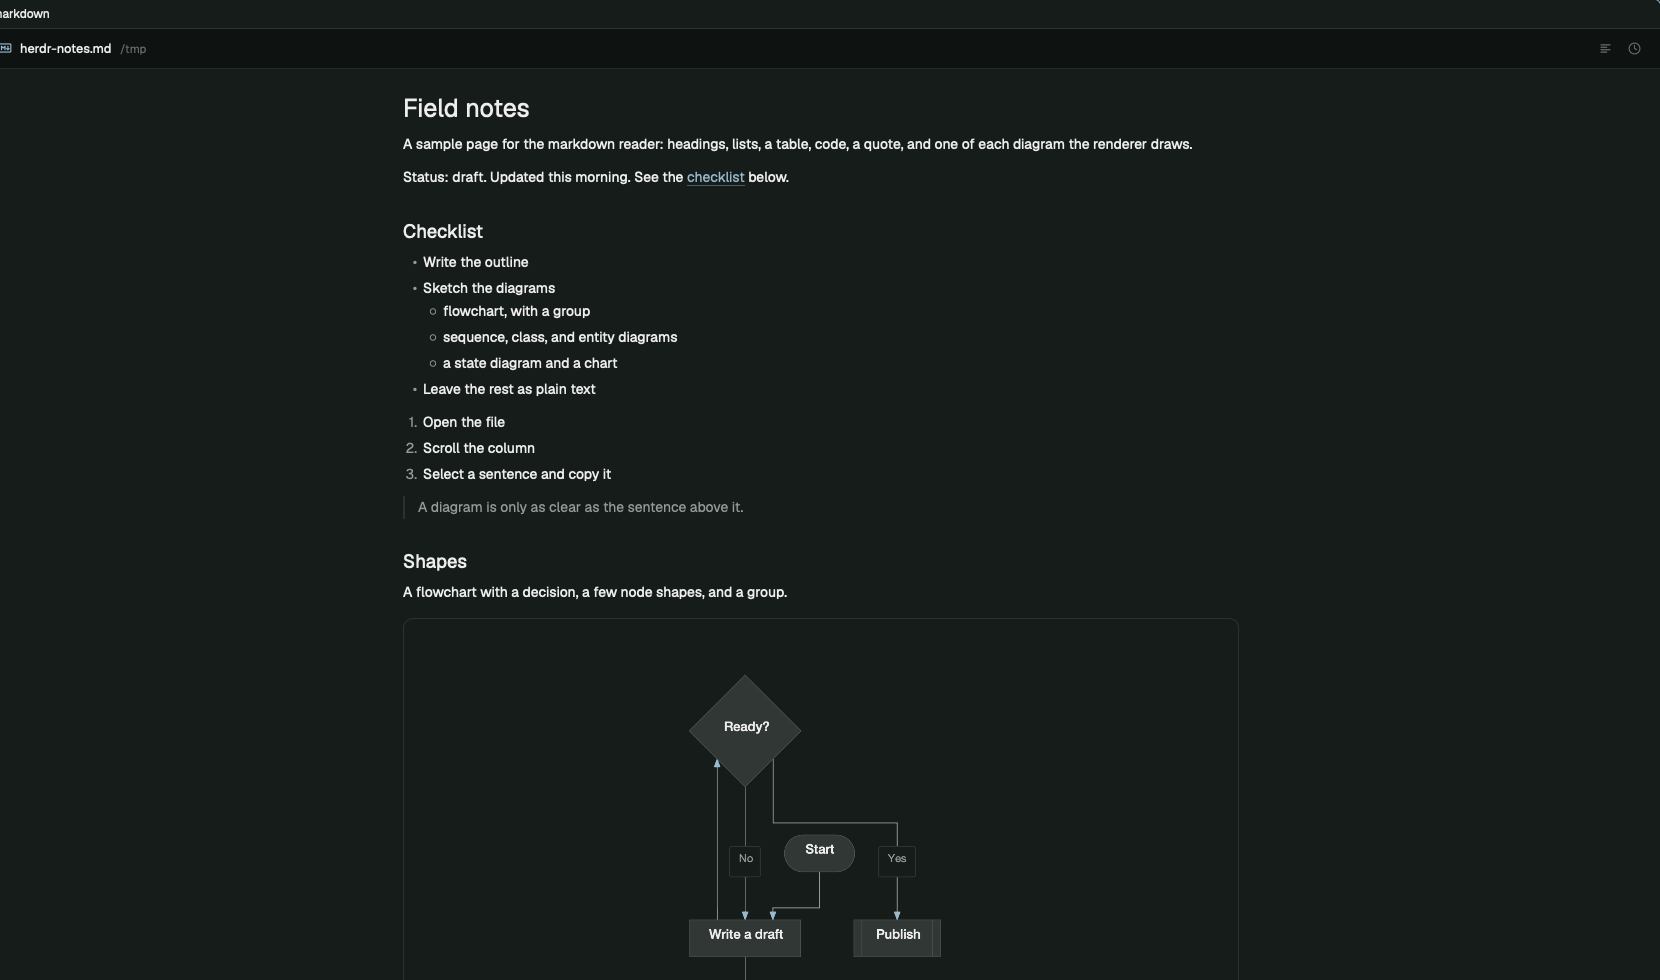 markdown
herdr-notes.md /tmp
Field notes
A sample page for the markdown reader: headings, lists, a table, code, a quote, and one of each diagram the renderer draws.
Status: draft. Updated this morning. See the checklist below.
Checklist
• Write the outline
• Sketch the diagrams
○ flowchart, with a group
○ sequence, class, and entity diagrams
○ a state diagram and a chart
• Leave the rest as plain text
1. Open the file
2. Scroll the column
3. Select a sentence and copy it
A diagram is only as clear as the sentence above it.
Shapes
A flowchart with a decision, a few node shapes, and a group.
Ready?
No
Start
Yes
Write a draft
Publish